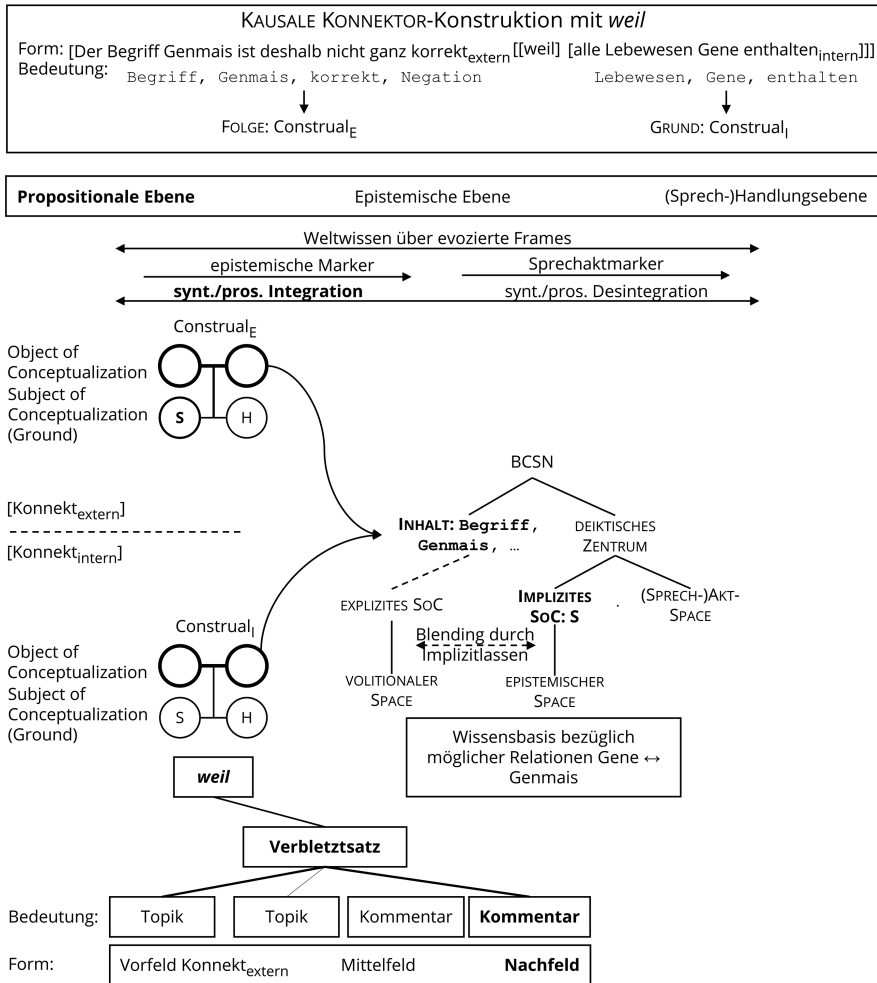 KAUSALE KONNEKTOR-Konstruktion mit weil
Form: [Der Begriff Genmais ist deshalb nicht ganz korrekt extern [[weil] [alle Lebewesen Gene enthalten intern]]]
Bedeutung: Begriff, Genmais, korrekt, Negation Lebewesen, Gene, enthalten
FOLGE: Construal E GRUND: Construal I
Propositionale Ebene Epistemische Ebene (Sprech-)Handlungsebene
Weltwissen über evozierte Frames
epistemische Marker Sprechaktmarker
synt./pros. Integration synt./pros. Desintegration
Construal E
Object of
Conceptualization
Subject of
Conceptualization
(Ground)
S H
BCSN
[Konnekt extern]
[Konnekt intern]
INHALT: Begriff,
Genmais, …
DEIKTISCHES
ZENTRUM
EXPLIZITES SOC
IMPLIZITES
SOC: S
.
(SPRECH-)AKT-
SPACE
Blending durch
Implizitlassen
VOLITIONALER
SPACE
EPISTEMISCHER
SPACE
Construal I
Object of
Conceptualization
Subject of
Conceptualization
(Ground)
S H
Wissensbasis bezüglich
möglicher Relationen Gene ↔
Genmais
weil
Verbletztsatz
Bedeutung: Topik Topik Kommentar Kommentar
Form: Vorfeld Konnekt extern Mittelfeld Nachfeld